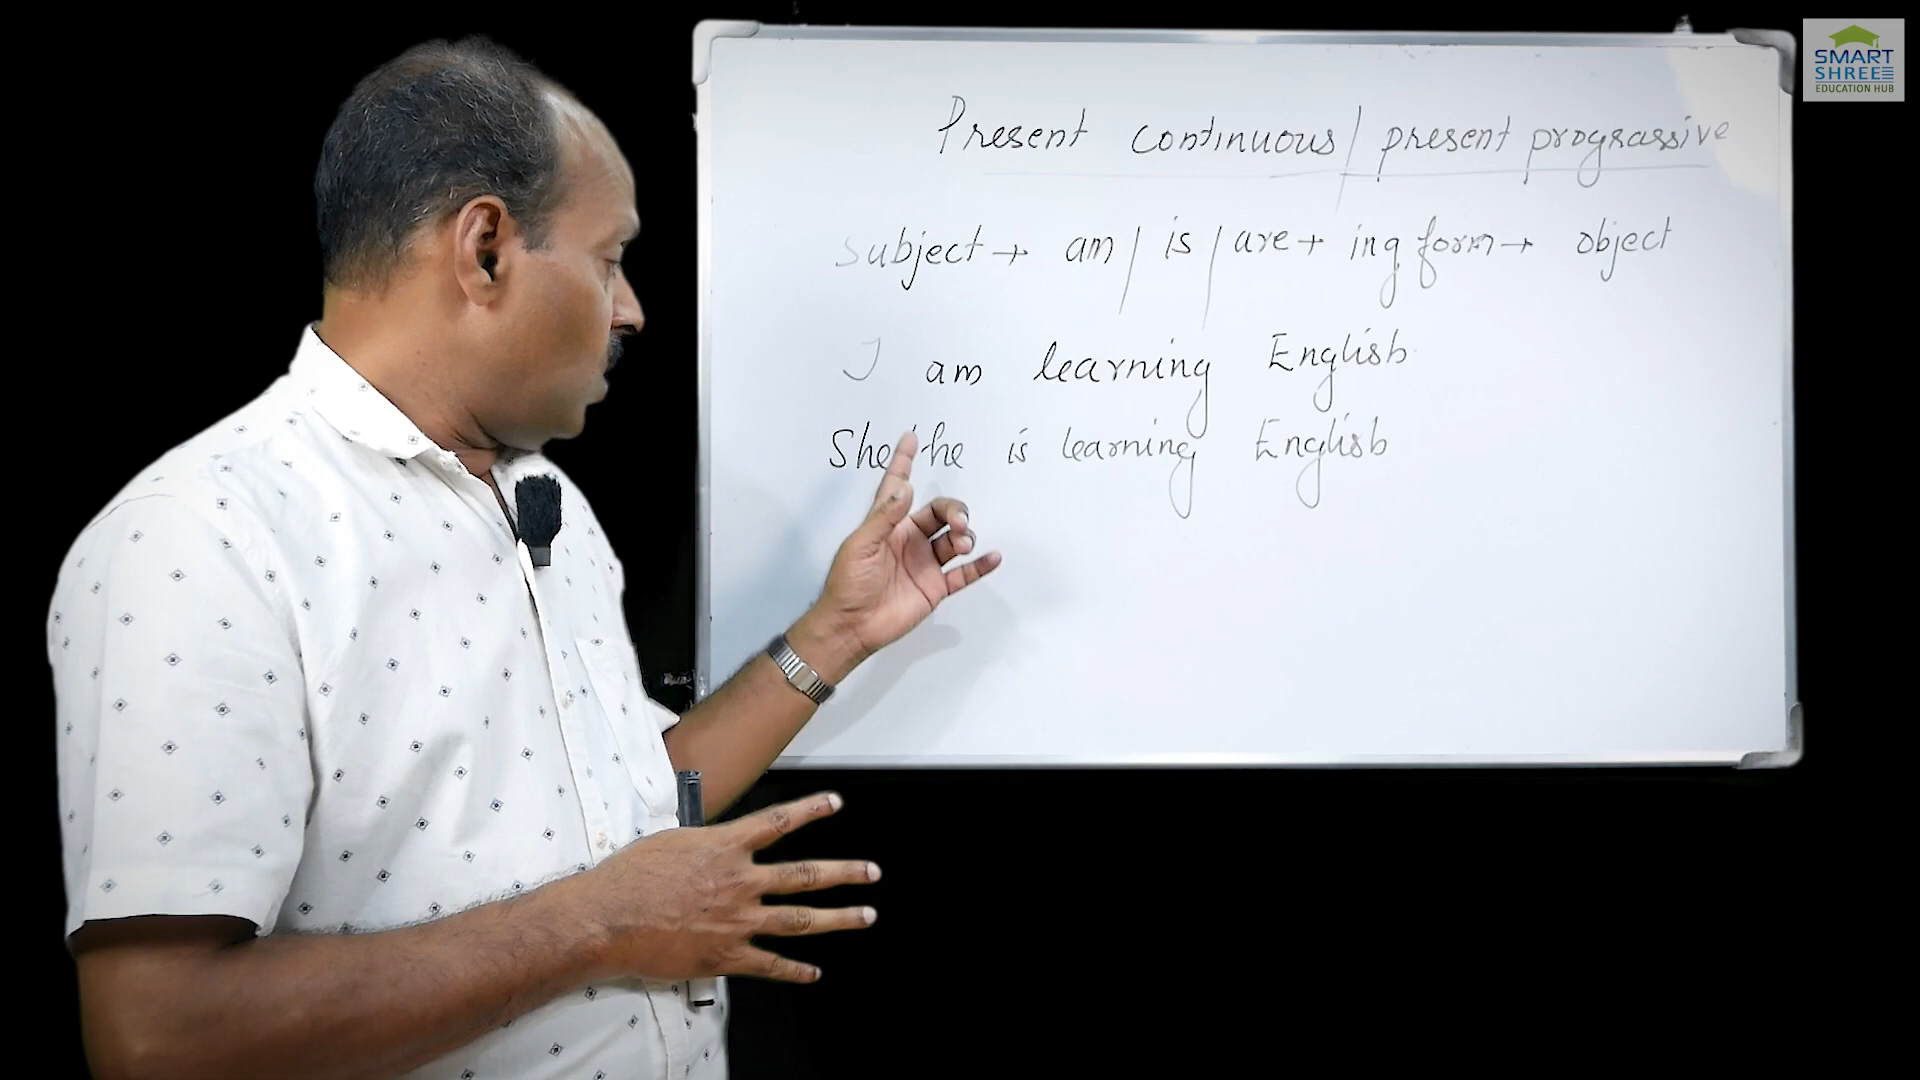 SMART
SHREE
EDUCATION HUB
Present continuous / present prograssive
Subject → am / is / are + ing form → object
I am learning English
She/he is learning English